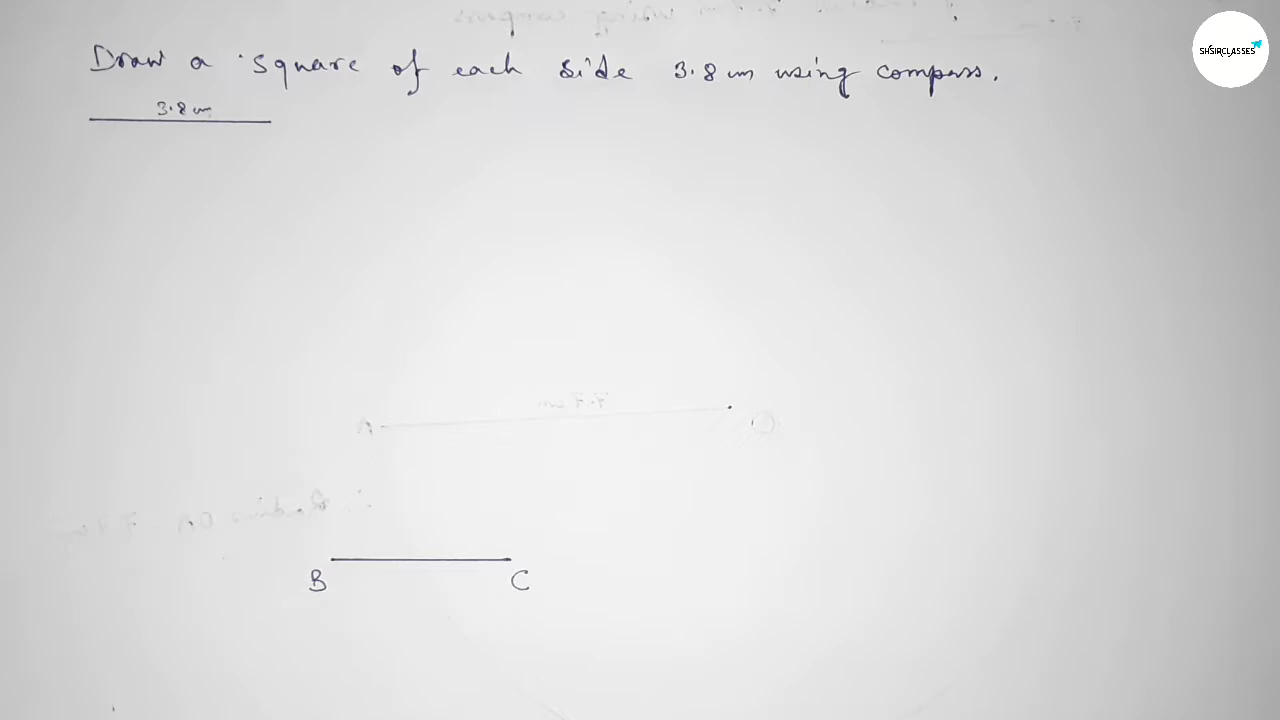 SHSIRCLASSES
Draw a square of each side 3.8 cm using compass.
3.8 cm
B C